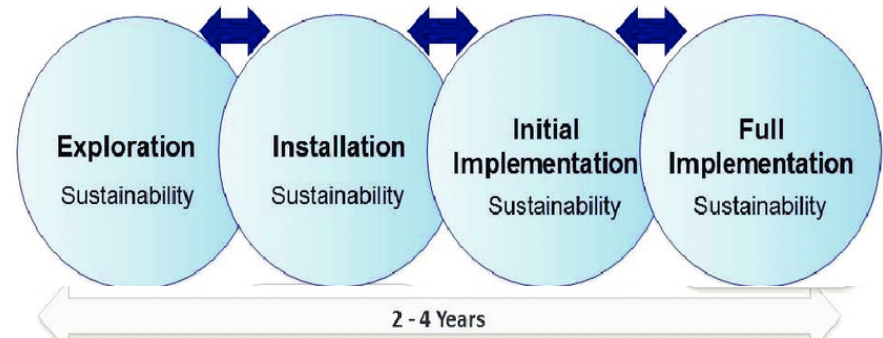 Exploration
Sustainability
Installation
Sustainability
Initial
Implementation
Sustainability
Full
Implementation
Sustainability
2 - 4 Years